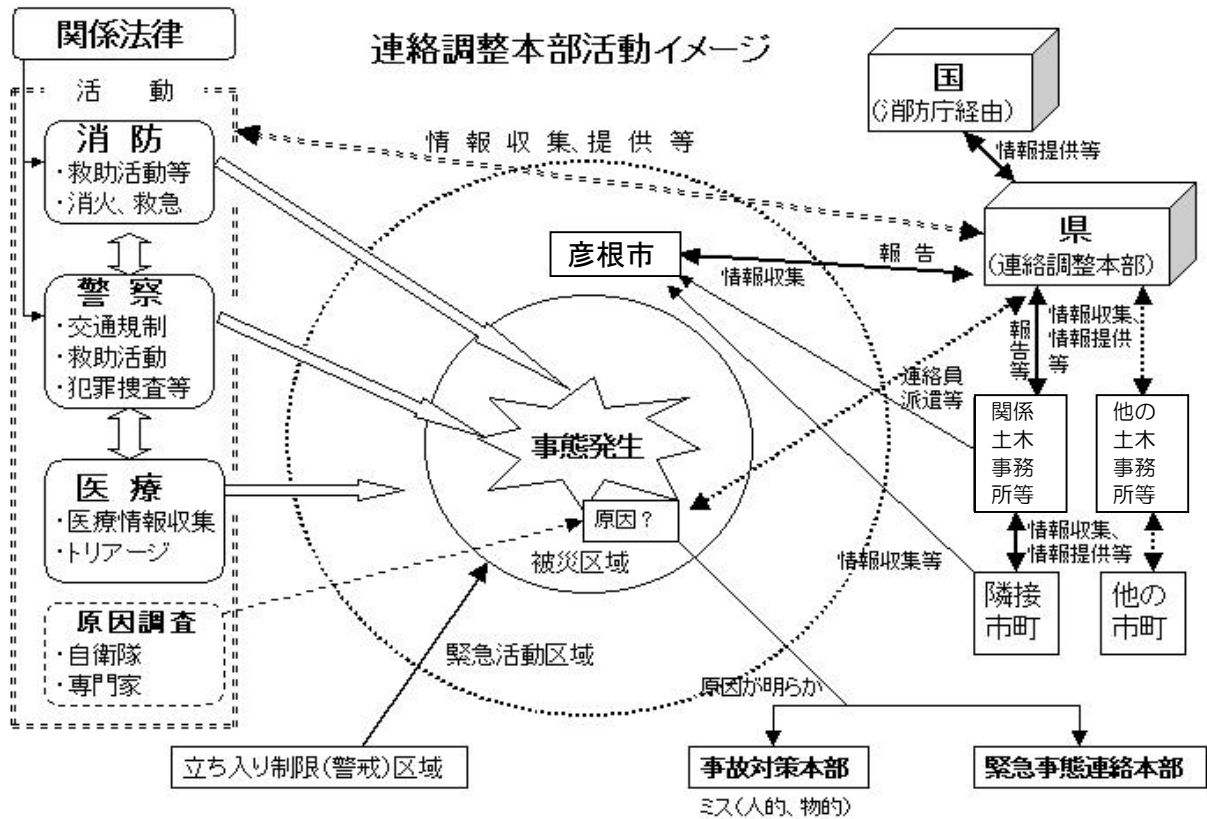 関係法律
連絡調整本部活動イメージ
国
(消防庁経由)
活 動
消 防
・救助活動等
・消火、救急
情 報 収 集、提 供 等
情報提供等
県
(連絡調整本部)
彦根市
報 告
情報収集
警 察
・交通規制
・救助活動
・犯罪捜査等
報告等
情報収集、
情報提供
等
連絡員
派遣等
関係
土木
事務
所等
他の
土木
事務
所等
事態発生
医 療
・医療情報収集
・トリアージ
原因？
被災区域
情報収集等
情報収集、
情報提供等
隣接
市町
他の
市町
原因調査
・自衛隊
・専門家
緊急活動区域
原因が明らか
立ち入り制限(警戒)区域
事故対策本部
緊急事態連絡本部
ミス(人的、物的)